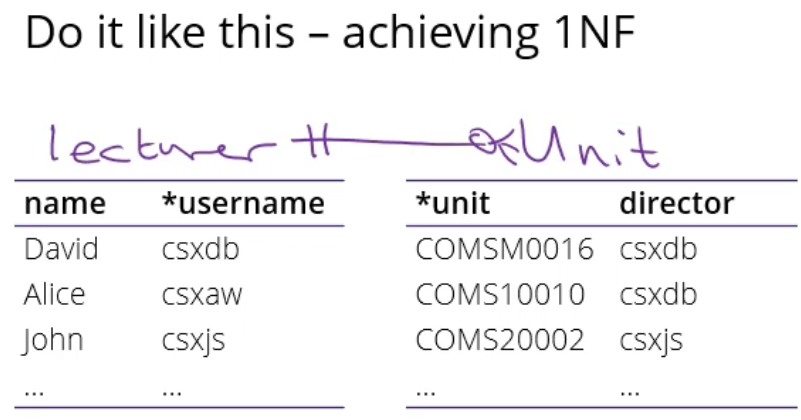 Do it like this – achieving 1NF
lecturer Unit
name *username *unit director
David csxdb COMSM0016 csxdb
Alice csxaw COMS10010 csxdb
John csxjs COMS20002 csxjs
... ... ... ...